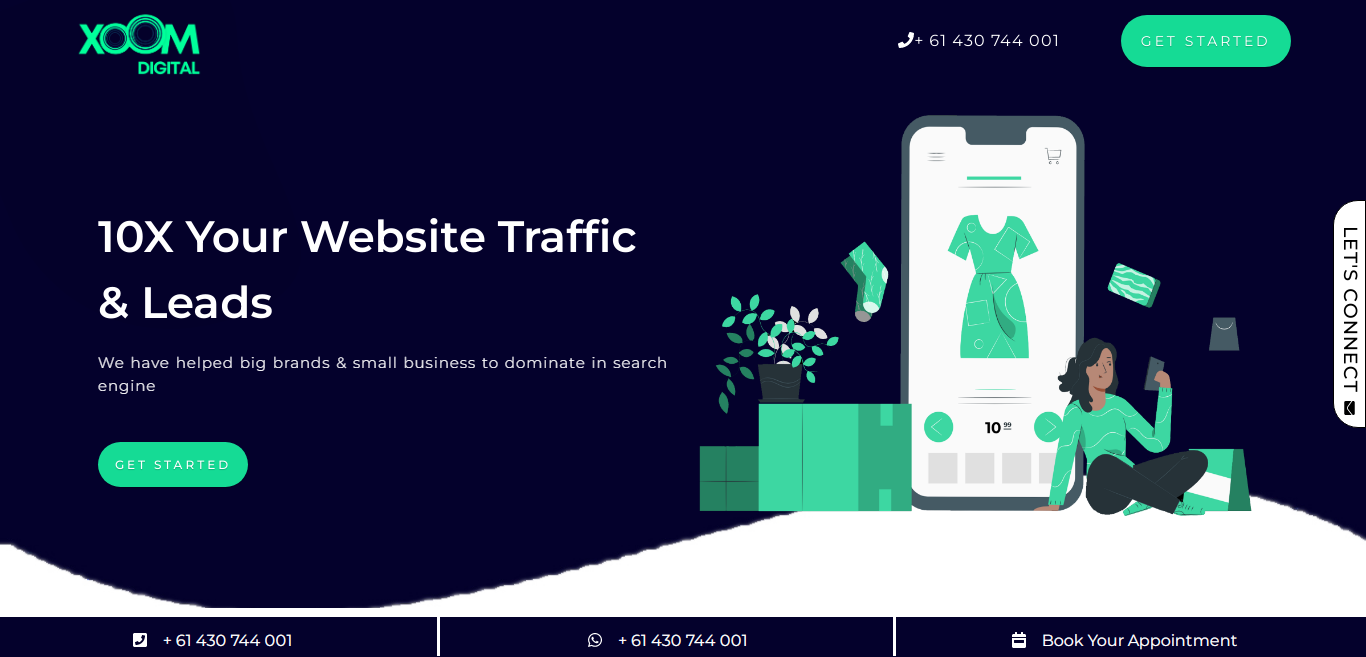 XOOM
DIGITAL
+ 61 430 744 001
GET STARTED
10X Your Website Traffic
& Leads
We have helped big brands & small business to dominate in search
engine
GET STARTED
10 99
LET'S CONNECT
+ 61 430 744 001
+ 61 430 744 001
Book Your Appointment